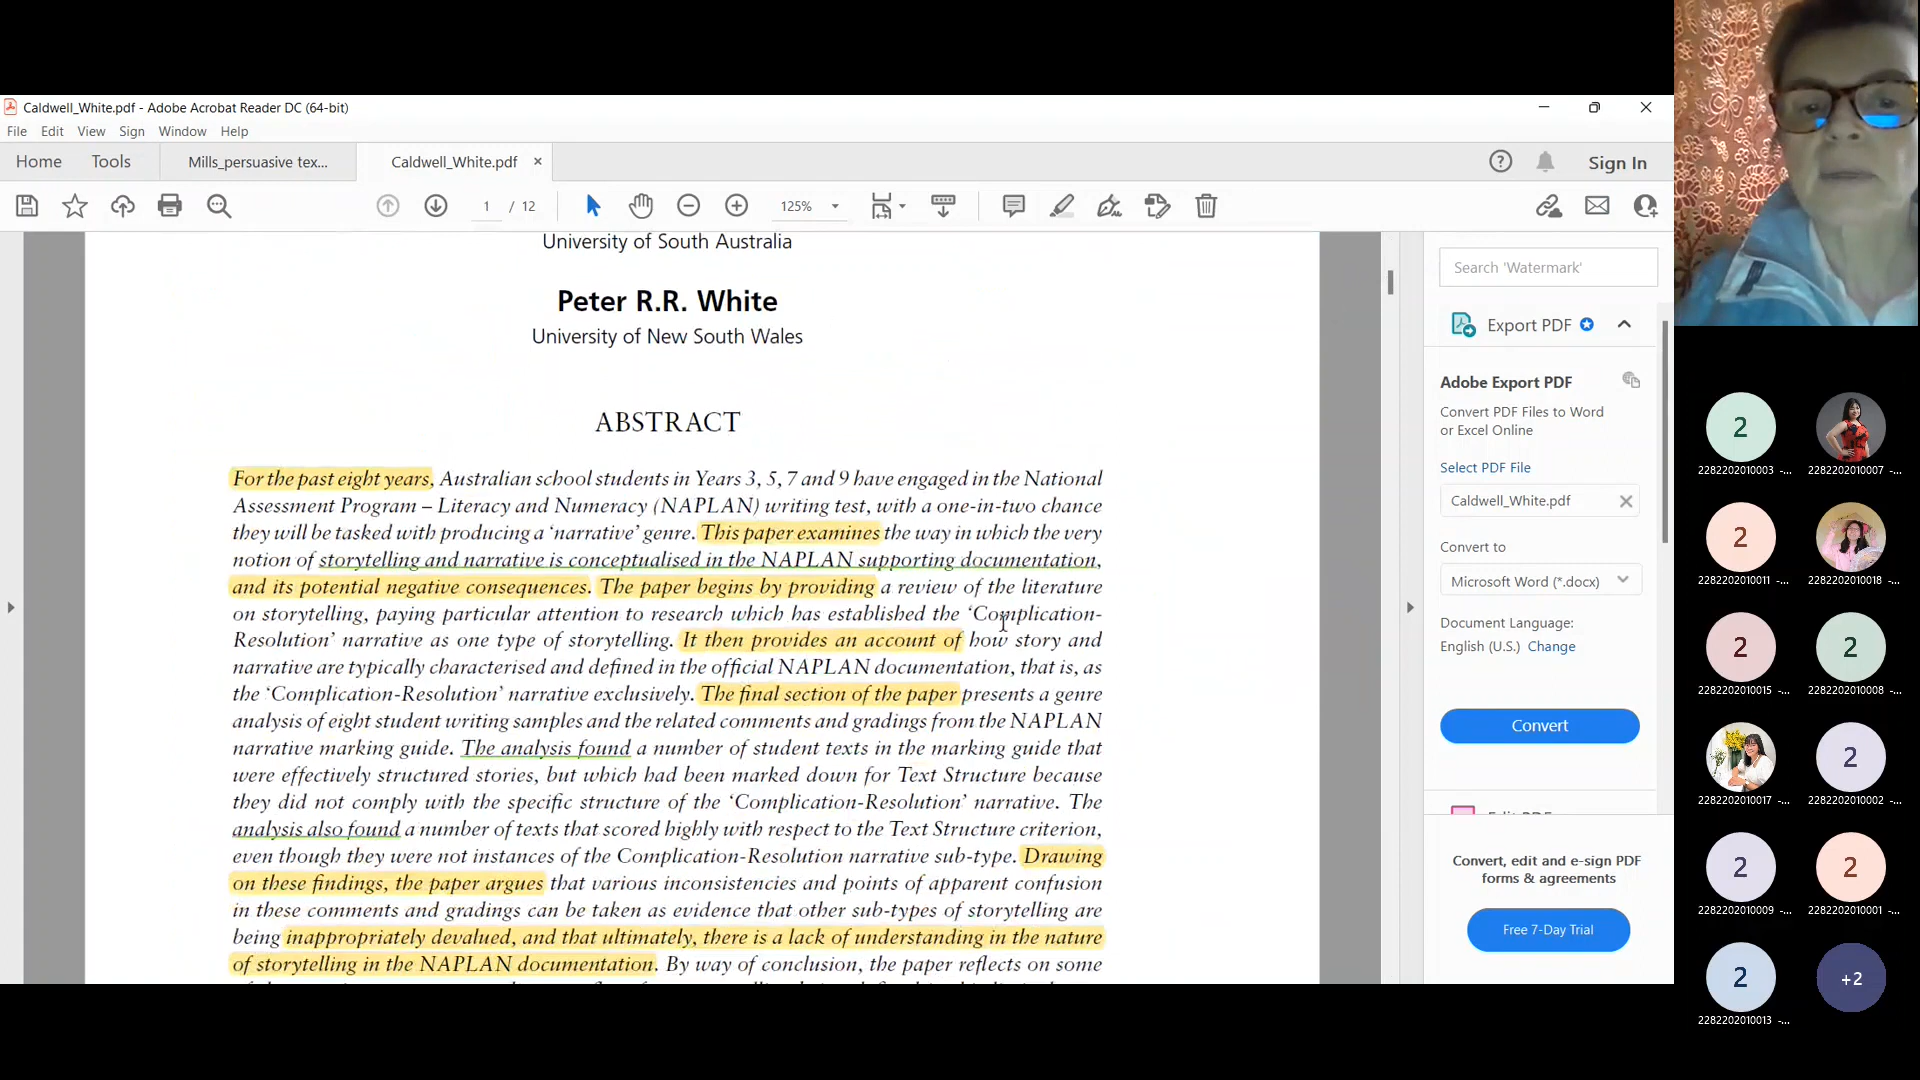 Caldwell_White.pdf - Adobe Acrobat Reader DC (64-bit)
File Edit View Sign Window Help
Home Tools Mills_persuasive tex... Caldwell_White.pdf × Sign In
1 / 12 125%
University of South Australia
Peter R.R. White
University of New South Wales
ABSTRACT
For the past eight years, Australian school students in Years 3, 5, 7 and 9 have engaged in the National
Assessment Program – Literacy and Numeracy (NAPLAN) writing test, with a one-in-two chance
they will be tasked with producing a ‘narrative’ genre. This paper examines the way in which the very
notion of storytelling and narrative is conceptualised in the NAPLAN supporting documentation,
and its potential negative consequences. The paper begins by providing a review of the literature
on storytelling, paying particular attention to research which has established the ‘Complication-
Resolution’ narrative as one type of storytelling. It then provides an account of how story and
narrative are typically characterised and defined in the official NAPLAN documentation, that is, as
the ‘Complication-Resolution’ narrative exclusively. The final section of the paper presents a genre
analysis of eight student writing samples and the related comments and gradings from the NAPLAN
narrative marking guide. The analysis found a number of student texts in the marking guide that
were effectively structured stories, but which had been marked down for Text Structure because
they did not comply with the specific structure of the ‘Complication-Resolution’ narrative. The
analysis also found a number of texts that scored highly with respect to the Text Structure criterion,
even though they were not instances of the Complication-Resolution narrative sub-type. Drawing
on these findings, the paper argues that various inconsistencies and points of apparent confusion
in these comments and gradings can be taken as evidence that other sub-types of storytelling are
being inappropriately devalued, and that ultimately, there is a lack of understanding in the nature
of storytelling in the NAPLAN documentation. By way of conclusion, the paper reflects on some
Search 'Watermark'
Export PDF
Adobe Export PDF
Convert PDF Files to Word
or Excel Online
Select PDF File
Caldwell_White.pdf
Convert to
Microsoft Word (*.docx)
Document Language:
English (U.S.) Change
Convert
Convert, edit and e-sign PDF
forms & agreements
Free 7-Day Trial
2
2282202010003 -... 2282202010007 -...
2
2282202010011 -... 2282202010018 -...
2 2
2282202010015 -... 2282202010008 -...
2
2282202010017 -... 2282202010002 -...
2 2
2282202010009 -... 2282202010001 -...
2 +2
2282202010013 -...